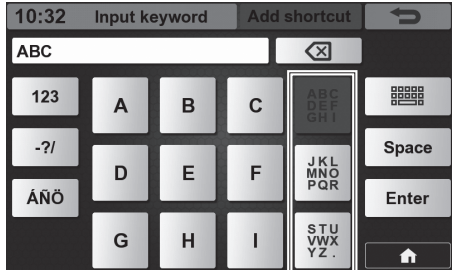 10:32 Input keyword Add shortcut
ABC
123
A
B
C
ABC
DEF
GHI
-?/
Space
D
E
F
JKL
MNO
PQR
ÁÑÖ
Enter
G
H
I
STU
VWX
YZ.